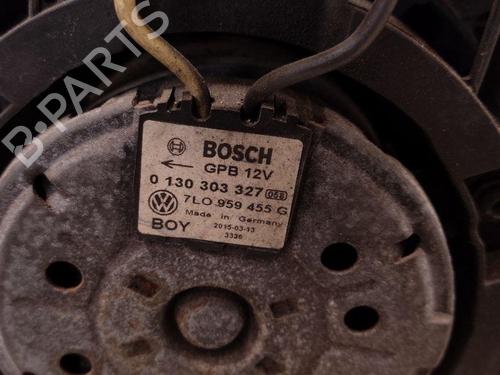 B-PARTS
BOSCH
GPB 12V
0 130 303 327 058
7L0 959 455 G
Made in Germany
BOY 2015-03-13
3336